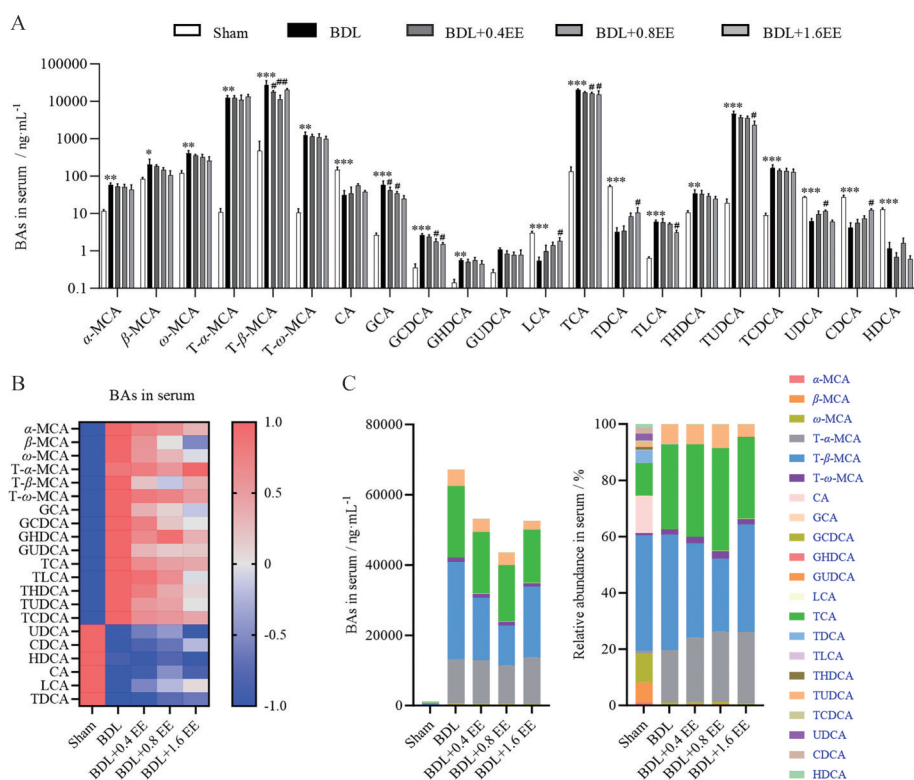 A
Sham BDL BDL+0.4EE BDL+0.8EE BDL+1.6EE
BAs in serum / ng·mL⁻¹
100000
10000
1000
100
10
1
0.1
** * ** ** *** # ## ** *** *** # # *** # # ** *** # *** ## *** # *** # ** *** # *** *** # *** # ***
α-MCA β-MCA ω-MCA T-α-MCA T-β-MCA T-ω-MCA CA GCA GCDCA GHDCA GUDCA LCA TCA TDCA TLCA THDCA TUDCA TCDCA UDCA CDCA HDCA
B
BAs in serum
α-MCA
β-MCA
ω-MCA
T-α-MCA
T-β-MCA
T-ω-MCA
GCA
GCDCA
GHDCA
GUDCA
TCA
TLCA
THDCA
TUDCA
TCDCA
UDCA
CDCA
HDCA
CA
LCA
TDCA
Sham BDL BDL+0.4 EE BDL+0.8 EE BDL+1.6 EE
1.0
0.5
0
-0.5
-1.0
C
BAs in serum / ng·mL⁻¹
80000
60000
40000
20000
0
Sham BDL BDL+0.4 EE BDL+0.8 EE BDL+1.6 EE
Relative abundance in serum / %
100
80
60
40
20
0
Sham BDL BDL+0.4 EE BDL+0.8 EE BDL+1.6 EE
α-MCA
β-MCA
ω-MCA
T-α-MCA
T-β-MCA
T-ω-MCA
CA
GCA
GCDCA
GHDCA
GUDCA
LCA
TCA
TDCA
TLCA
THDCA
TUDCA
TCDCA
UDCA
CDCA
HDCA